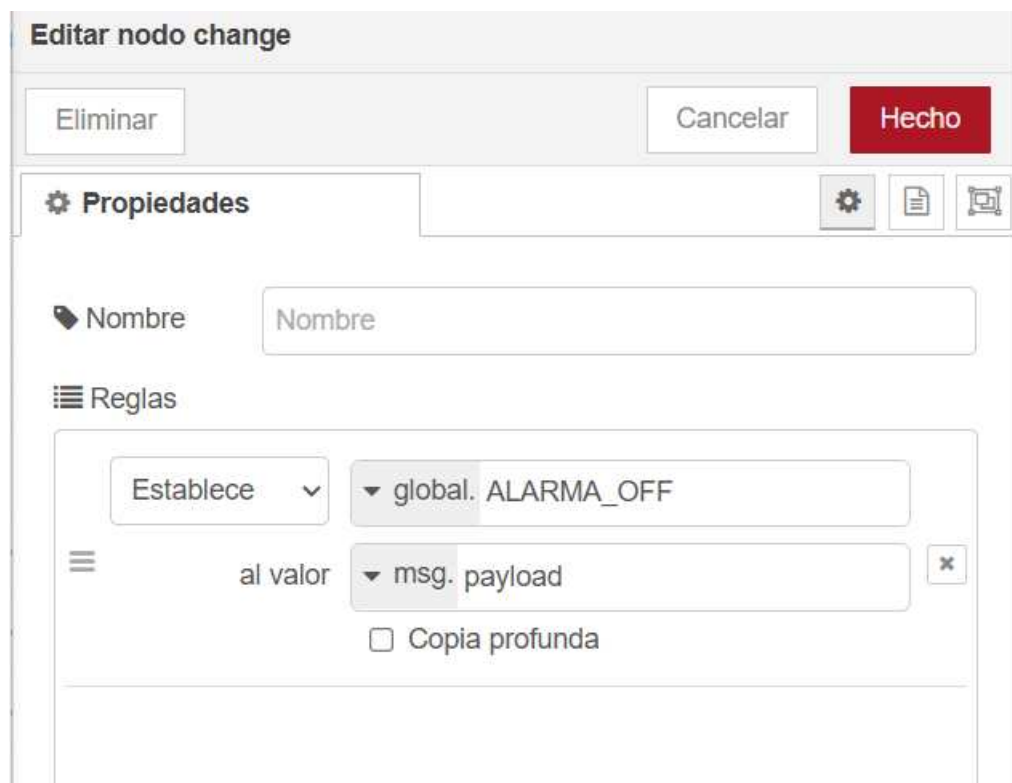 Editar nodo change
Eliminar
Cancelar
Hecho
Propiedades
Nombre
Nombre
Reglas
Establece
global. ALARMA_OFF
al valor
msg. payload
Copia profunda